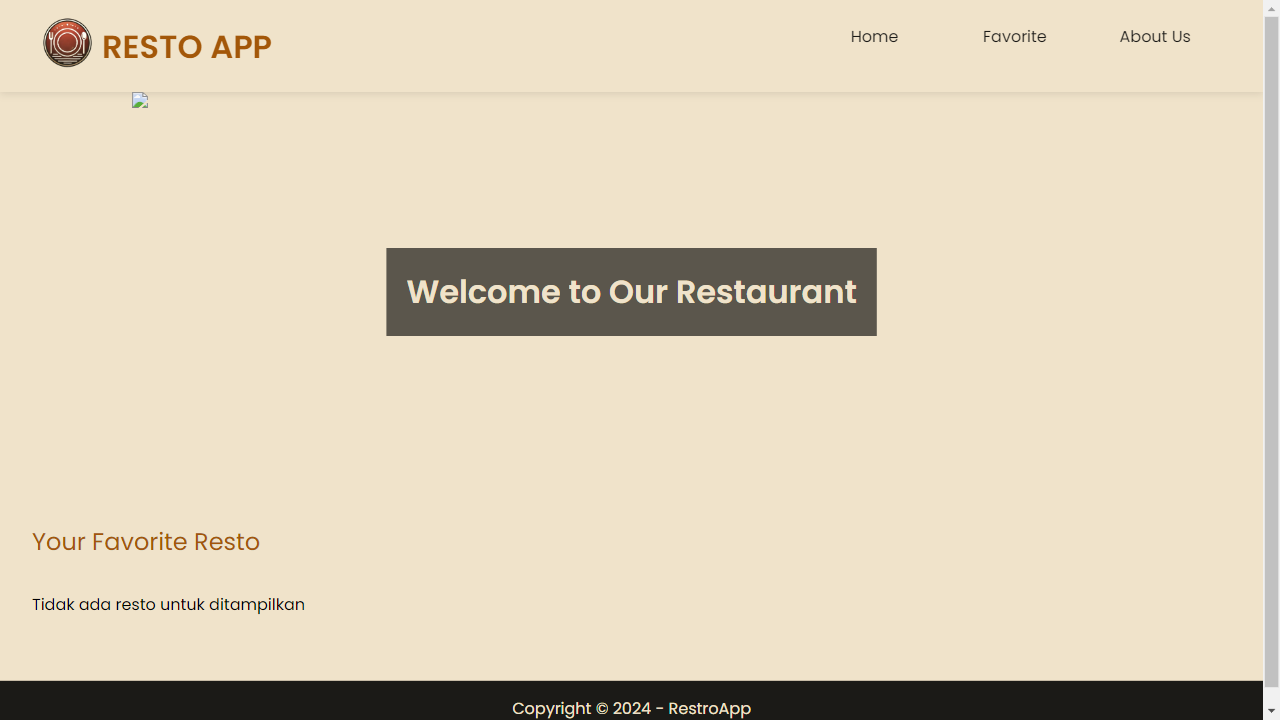 RESTO APP
Home
Favorite
About Us
Welcome to Our Restaurant
Your Favorite Resto
Tidak ada resto untuk ditampilkan
Copyright © 2024 - RestroApp